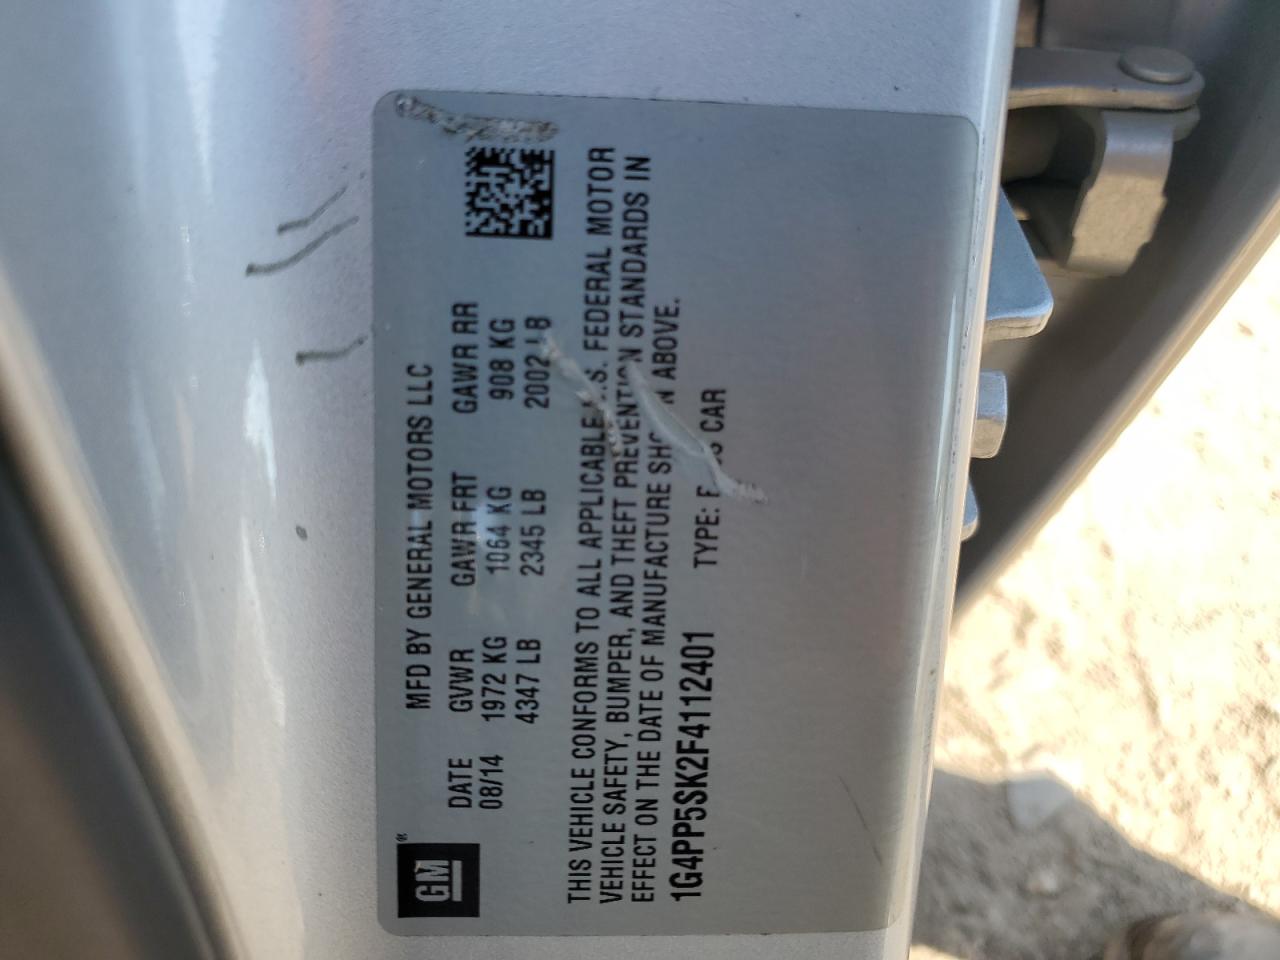 GM®
MFD BY GENERAL MOTORS LLC
DATE GVWR GAWR FRT GAWR RR
08/14 1972 KG 1064 KG 908 KG
4347 LB 2345 LB 2002 LB
THIS VEHICLE CONFORMS TO ALL APPLICABLE U.S. FEDERAL MOTOR
VEHICLE SAFETY, BUMPER, AND THEFT PREVENTION STANDARDS IN
EFFECT ON THE DATE OF MANUFACTURE SHOWN ABOVE.
1G4PP5SK2F4112401 TYPE: CAR